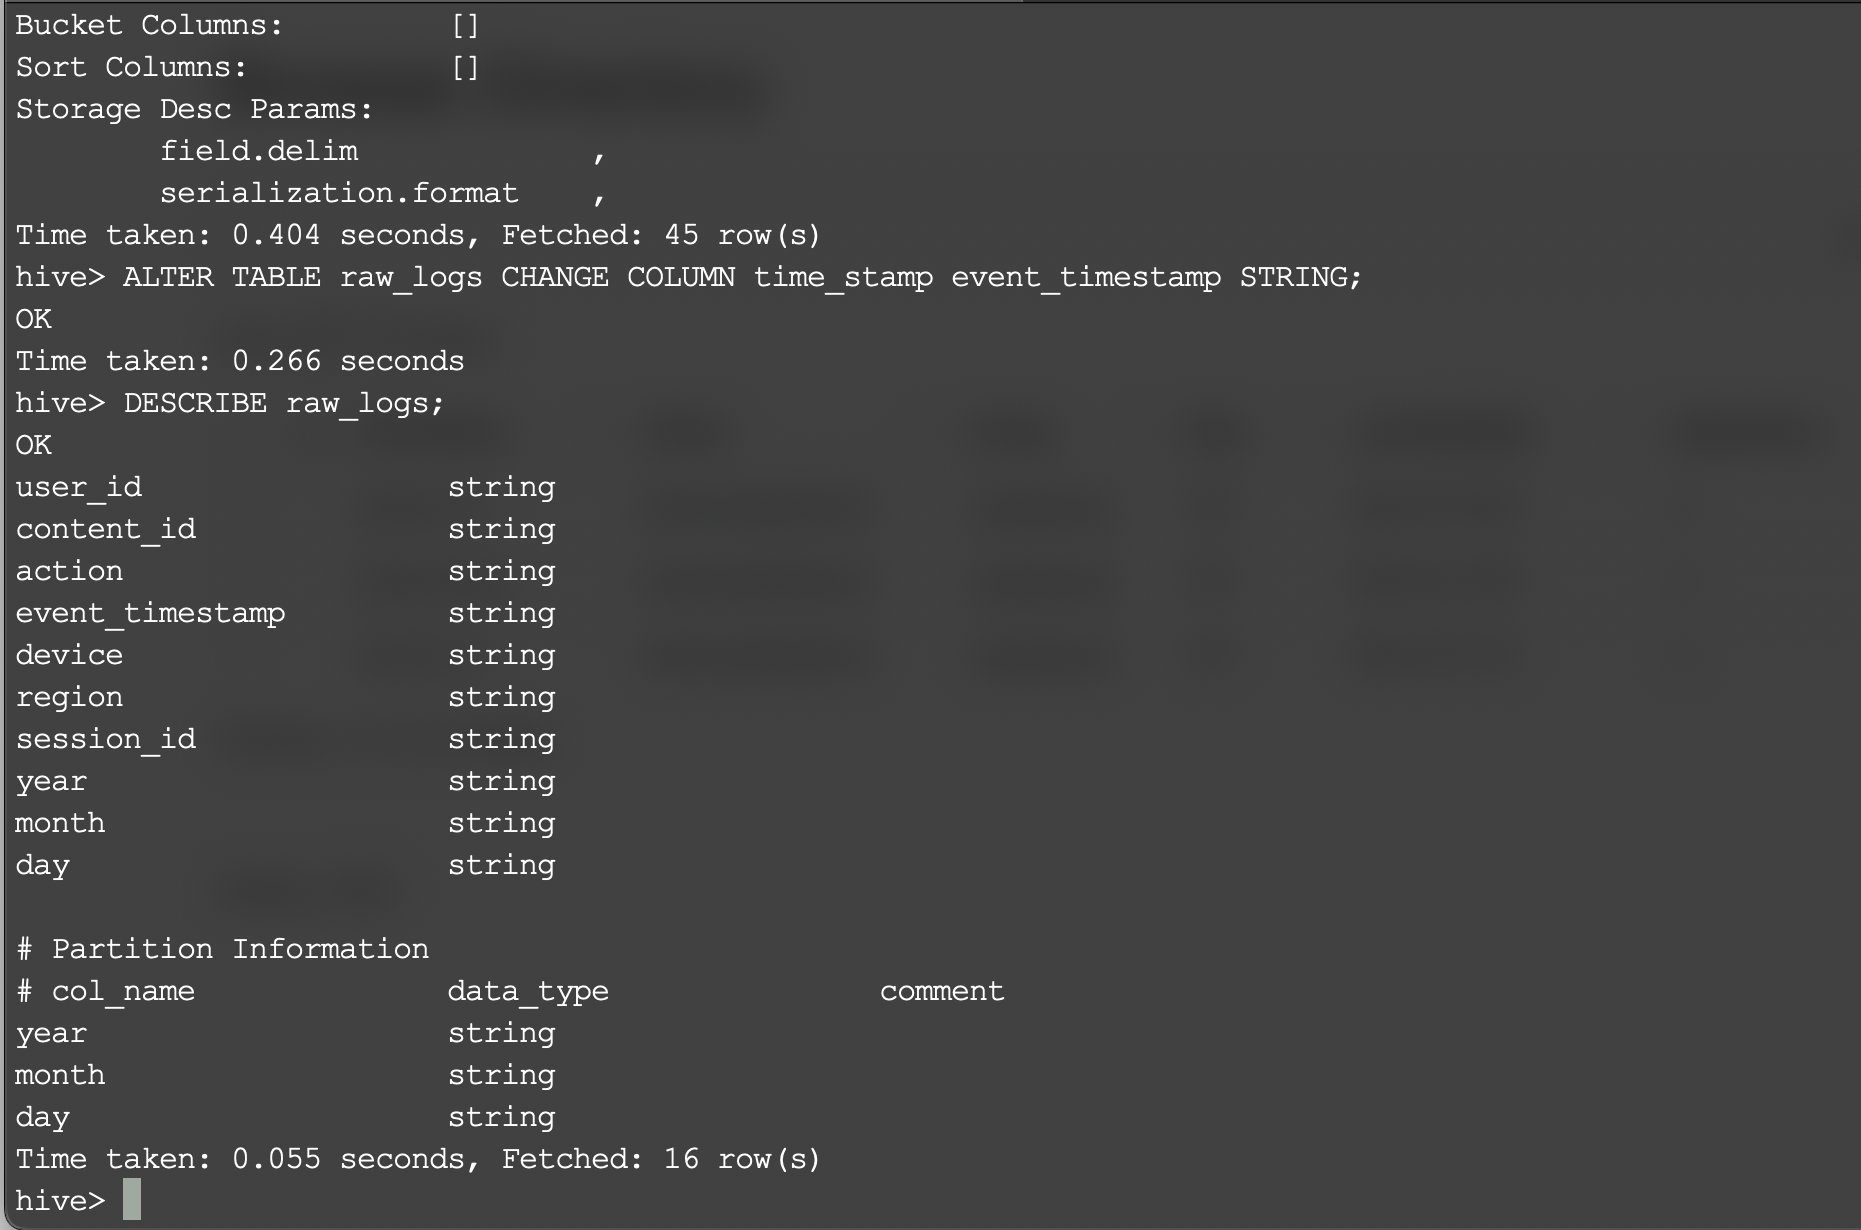 Bucket Columns: []
Sort Columns: []
Storage Desc Params:
field.delim ,
serialization.format ,
Time taken: 0.404 seconds, Fetched: 45 row(s)
hive> ALTER TABLE raw_logs CHANGE COLUMN time_stamp event_timestamp STRING;
OK
Time taken: 0.266 seconds
hive> DESCRIBE raw_logs;
OK
user_id string
content_id string
action string
event_timestamp string
device string
region string
session_id string
year string
month string
day string
# Partition Information
# col_name data_type comment
year string
month string
day string
Time taken: 0.055 seconds, Fetched: 16 row(s)
hive>